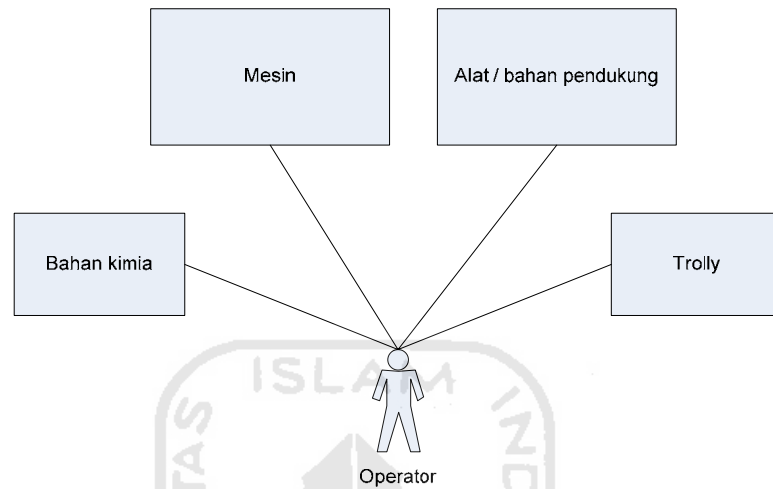 Mesin
Alat / bahan pendukung
Bahan kimia
Trolly
ISLAM
Operator